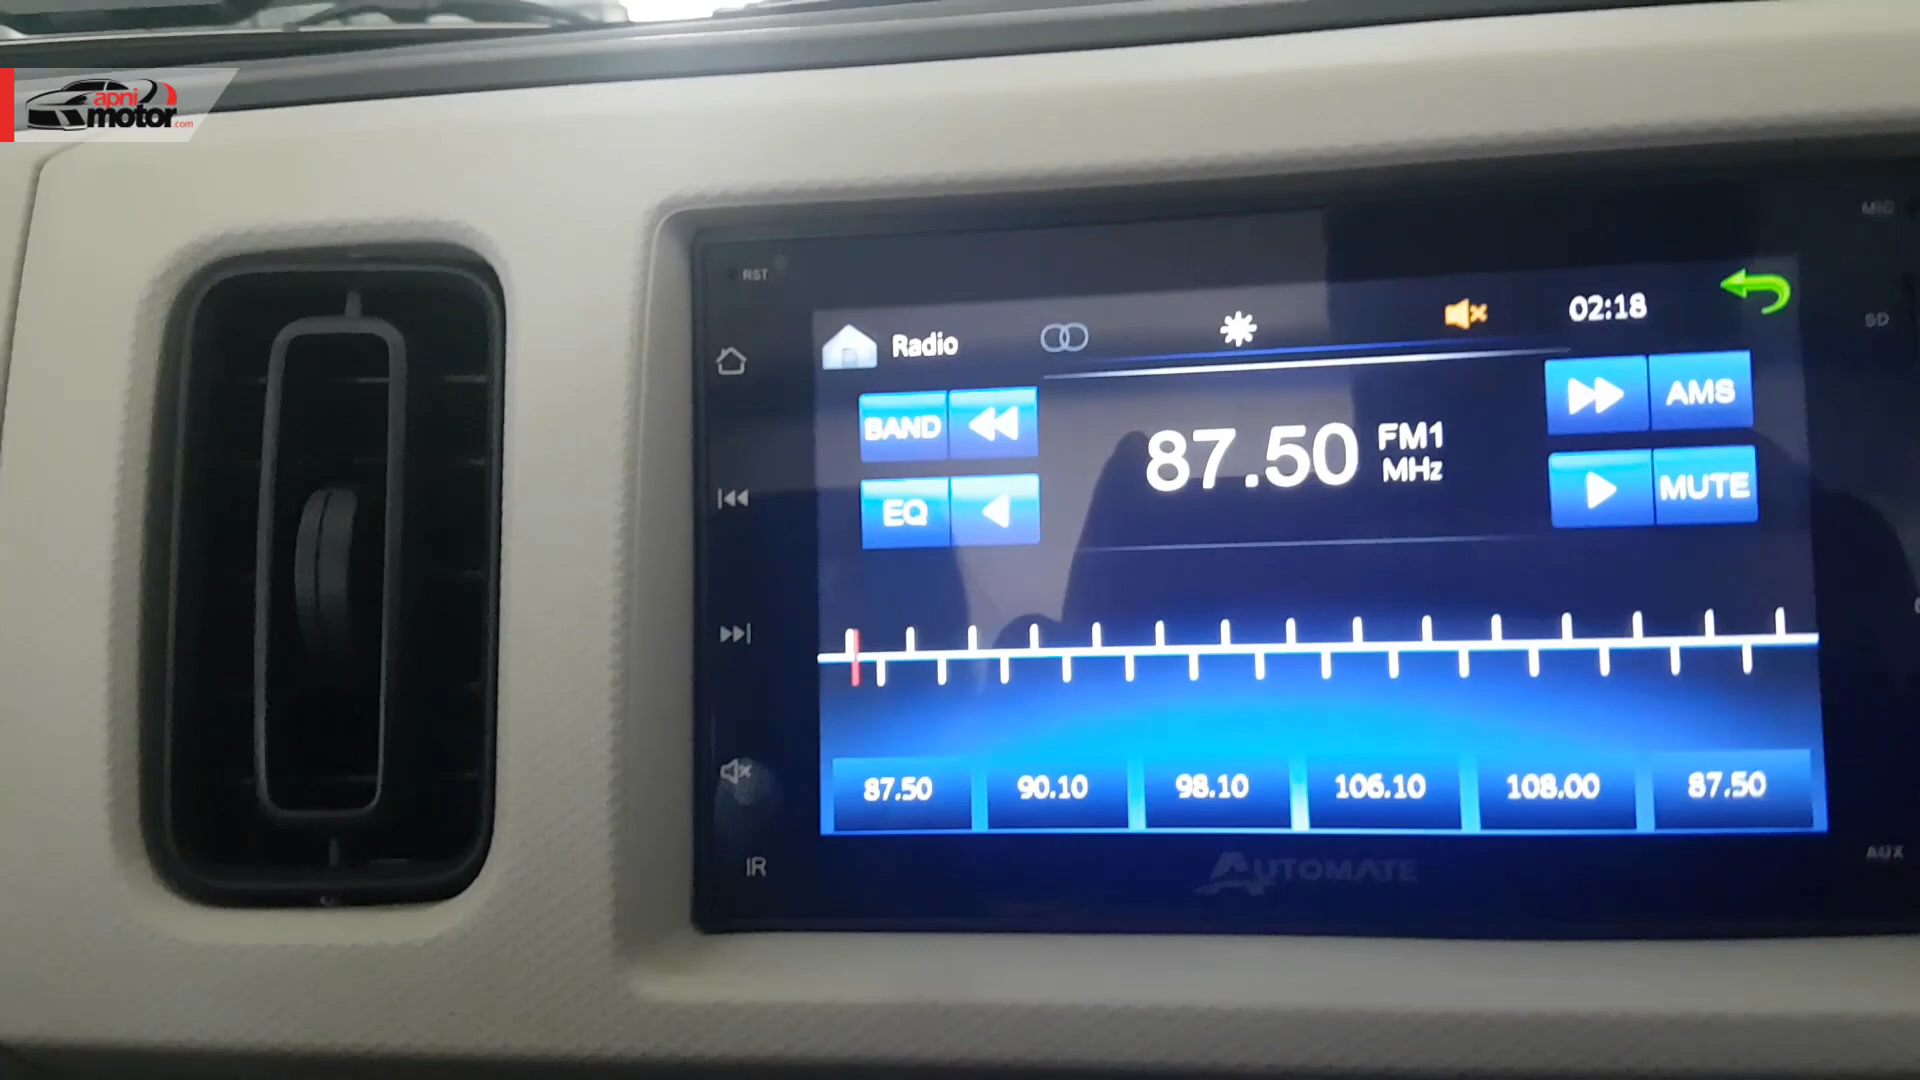 apni
motor.com
RST
MIC
SD
Radio
02:18
BAND
EQ
87.50
FM1
MHz
AMS
MUTE
87.50
90.10
98.10
106.10
108.00
87.50
IR
AUTOMATE
AUX